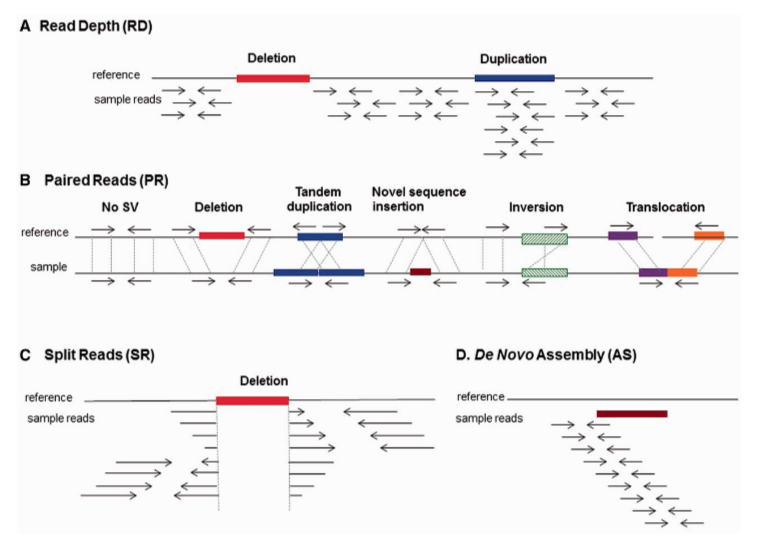 A Read Depth (RD)
Deletion
Duplication
reference
sample reads
B Paired Reads (PR)
No SV
Deletion
Tandem
duplication
Novel sequence
insertion
Inversion
Translocation
reference
sample
C Split Reads (SR)
Deletion
reference
sample reads
D. De Novo Assembly (AS)
reference
sample reads